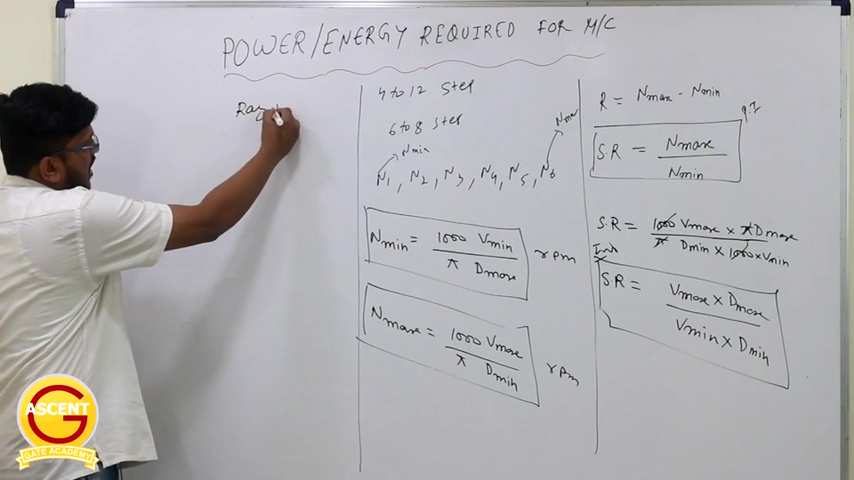 POWER/ENERGY REQUIRED FOR M/C
4 to 12 Step
6 to 8 Step
Nmin
Nmax
N1, N2, N3, N4, N5, N6
Nmin = 1000 Vmin / π Dmax rpm
Nmax = 1000 Vmax / π Dmin rpm
R = Nmax - Nmin
S.R = Nmax / Nmin
S.R = 1000 Vmax x π Dmax / π Dmin x 1000 x Vmin
S.R = Vmax x Dmax / Vmin x Dmin
ASCENT
G
GATE ACADEMY